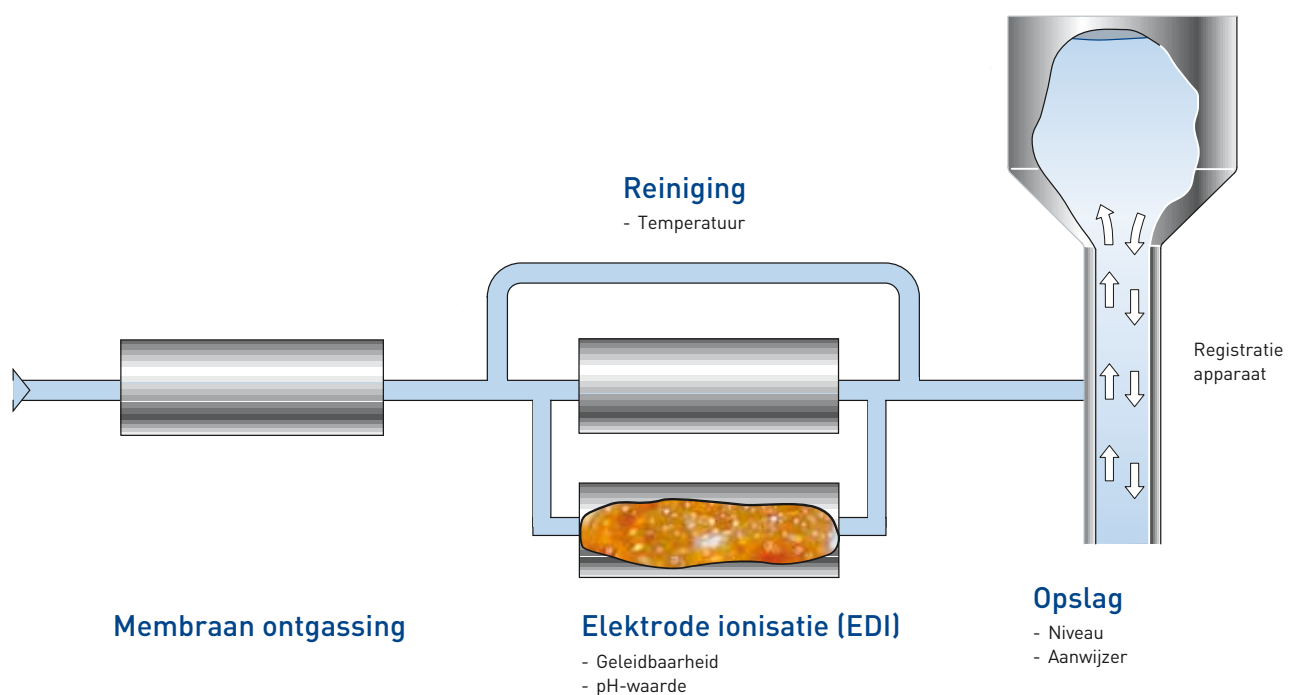 Reiniging
- Temperatuur
Registratie
apparaat
Membraan ontgassing
Elektrode ionisatie (EDI)
- Geleidbaarheid
- pH-waarde
Opslag
- Niveau
- Aanwijzer